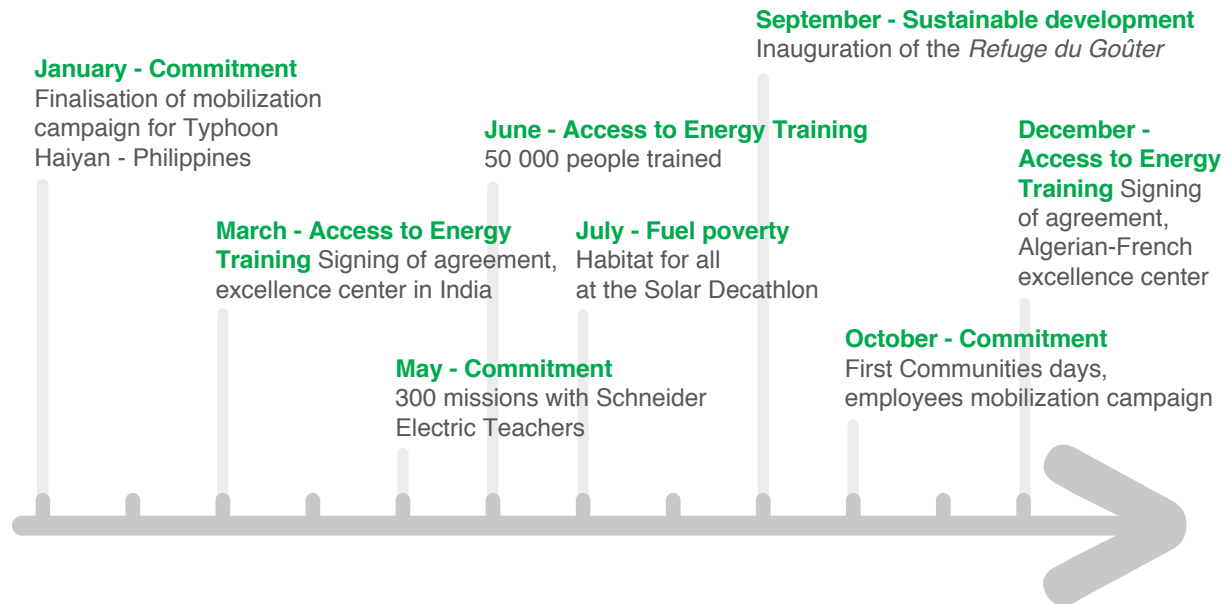 January - Commitment
Finalisation of mobilization
campaign for Typhoon
Haiyan - Philippines
March - Access to Energy
Training Signing of agreement,
excellence center in India
May - Commitment
300 missions with Schneider
Electric Teachers
June - Access to Energy Training
50 000 people trained
July - Fuel poverty
Habitat for all
at the Solar Decathlon
September - Sustainable development
Inauguration of the Refuge du Goûter
October - Commitment
First Communities days,
employees mobilization campaign
December -
Access to Energy
Training Signing
of agreement,
Algerian-French
excellence center